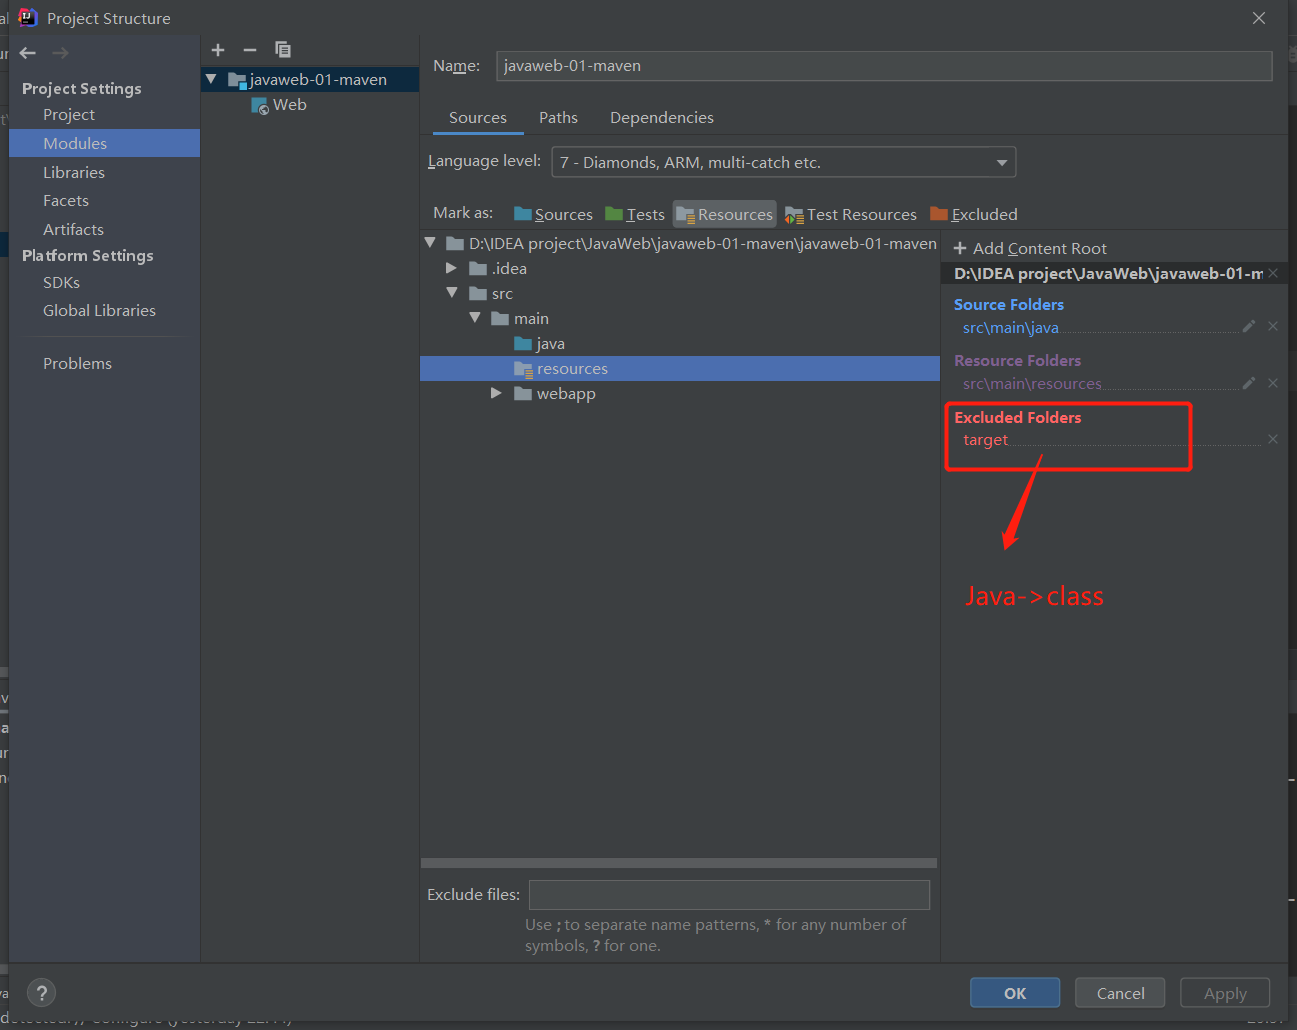 Project Structure
Project Settings
Project
Modules
Libraries
Facets
Artifacts
Platform Settings
SDKs
Global Libraries
Problems
javaweb-01-maven
Web
Name: javaweb-01-maven
Sources Paths Dependencies
Language level: 7 - Diamonds, ARM, multi-catch etc.
Mark as: Sources Tests Resources Test Resources Excluded
D:\IDEA project\JavaWeb\javaweb-01-maven\javaweb-01-maven
.idea
src
main
java
resources
webapp
+ Add Content Root
D:\IDEA project\JavaWeb\javaweb-01-m
Source Folders
src\main\java
Resource Folders
src\main\resources
Excluded Folders
target
Java->class
Exclude files:
Use ; to separate name patterns, * for any number of
symbols, ? for one.
?
OK Cancel Apply